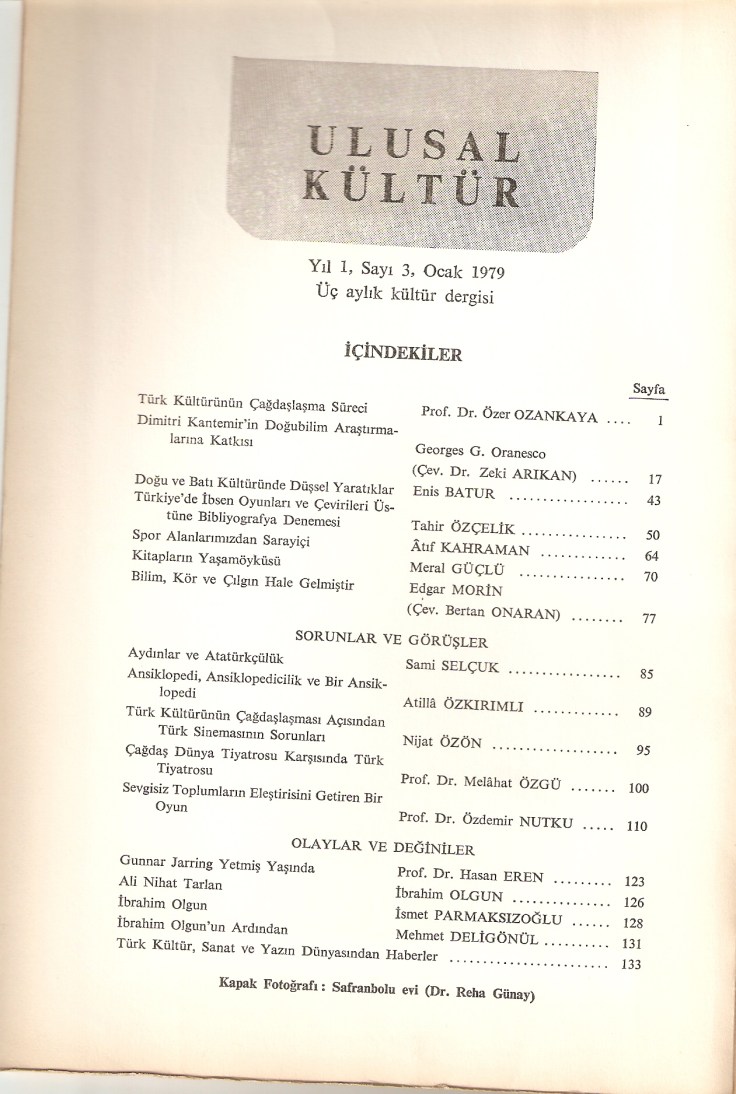 ULUSAL
KÜLTÜR
Yıl 1, Sayı 3, Ocak 1979
Üç aylık kültür dergisi
İÇİNDEKİLER
Sayfa
Türk Kültürünün Çağdaşlaşma Süreci Prof. Dr. Özer OZANKAYA .... 1
Dimitri Kantemir'in Doğubilim Araştırma-
larına Katkısı
Georges G. Oranesco
(Çev. Dr. Zeki ARIKAN) ...... 17
Doğu ve Batı Kültüründe Düşsel Yaratıklar Enis BATUR ................. 43
Türkiye'de İbsen Oyunları ve Çevirileri Üs-
tüne Bibliyografya Denemesi Tahir ÖZÇELİK ............... 50
Spor Alanlarımızdan Sarayiçi Âtıf KAHRAMAN ............ 64
Kitapların Yaşamöyküsü Meral GÜÇLÜ ............... 70
Bilim, Kör ve Çılgın Hale Gelmiştir Edgar MORİN
(Çev. Bertan ONARAN) ........ 77
SORUNLAR VE GÖRÜŞLER
Aydınlar ve Atatürkçülük Sami SELÇUK ................ 85
Ansiklopedi, Ansiklopedicilik ve Bir Ansik-
lopedi Atillâ ÖZKIRIMLI ............ 89
Türk Kültürünün Çağdaşlaşması Açısından
Türk Sinemasının Sorunları Nijat ÖZÖN .................. 95
Çağdaş Dünya Tiyatrosu Karşısında Türk
Tiyatrosu Prof. Dr. Melâhat ÖZGÜ ....... 100
Sevgisiz Toplumların Eleştirisini Getiren Bir
Oyun Prof. Dr. Özdemir NUTKU ..... 110
OLAYLAR VE DEĞİNİLER
Gunnar Jarring Yetmiş Yaşında Prof. Dr. Hasan EREN ......... 123
Ali Nihat Tarlan İbrahim OLGUN ............... 126
İbrahim Olgun İsmet PARMAKSIZOĞLU ...... 128
İbrahim Olgun'un Ardından Mehmet DELİGÖNÜL .......... 131
Türk Kültür, Sanat ve Yazın Dünyasından Haberler ........................ 133
Kapak Fotoğrafı : Safranbolu evi (Dr. Reha Günay)